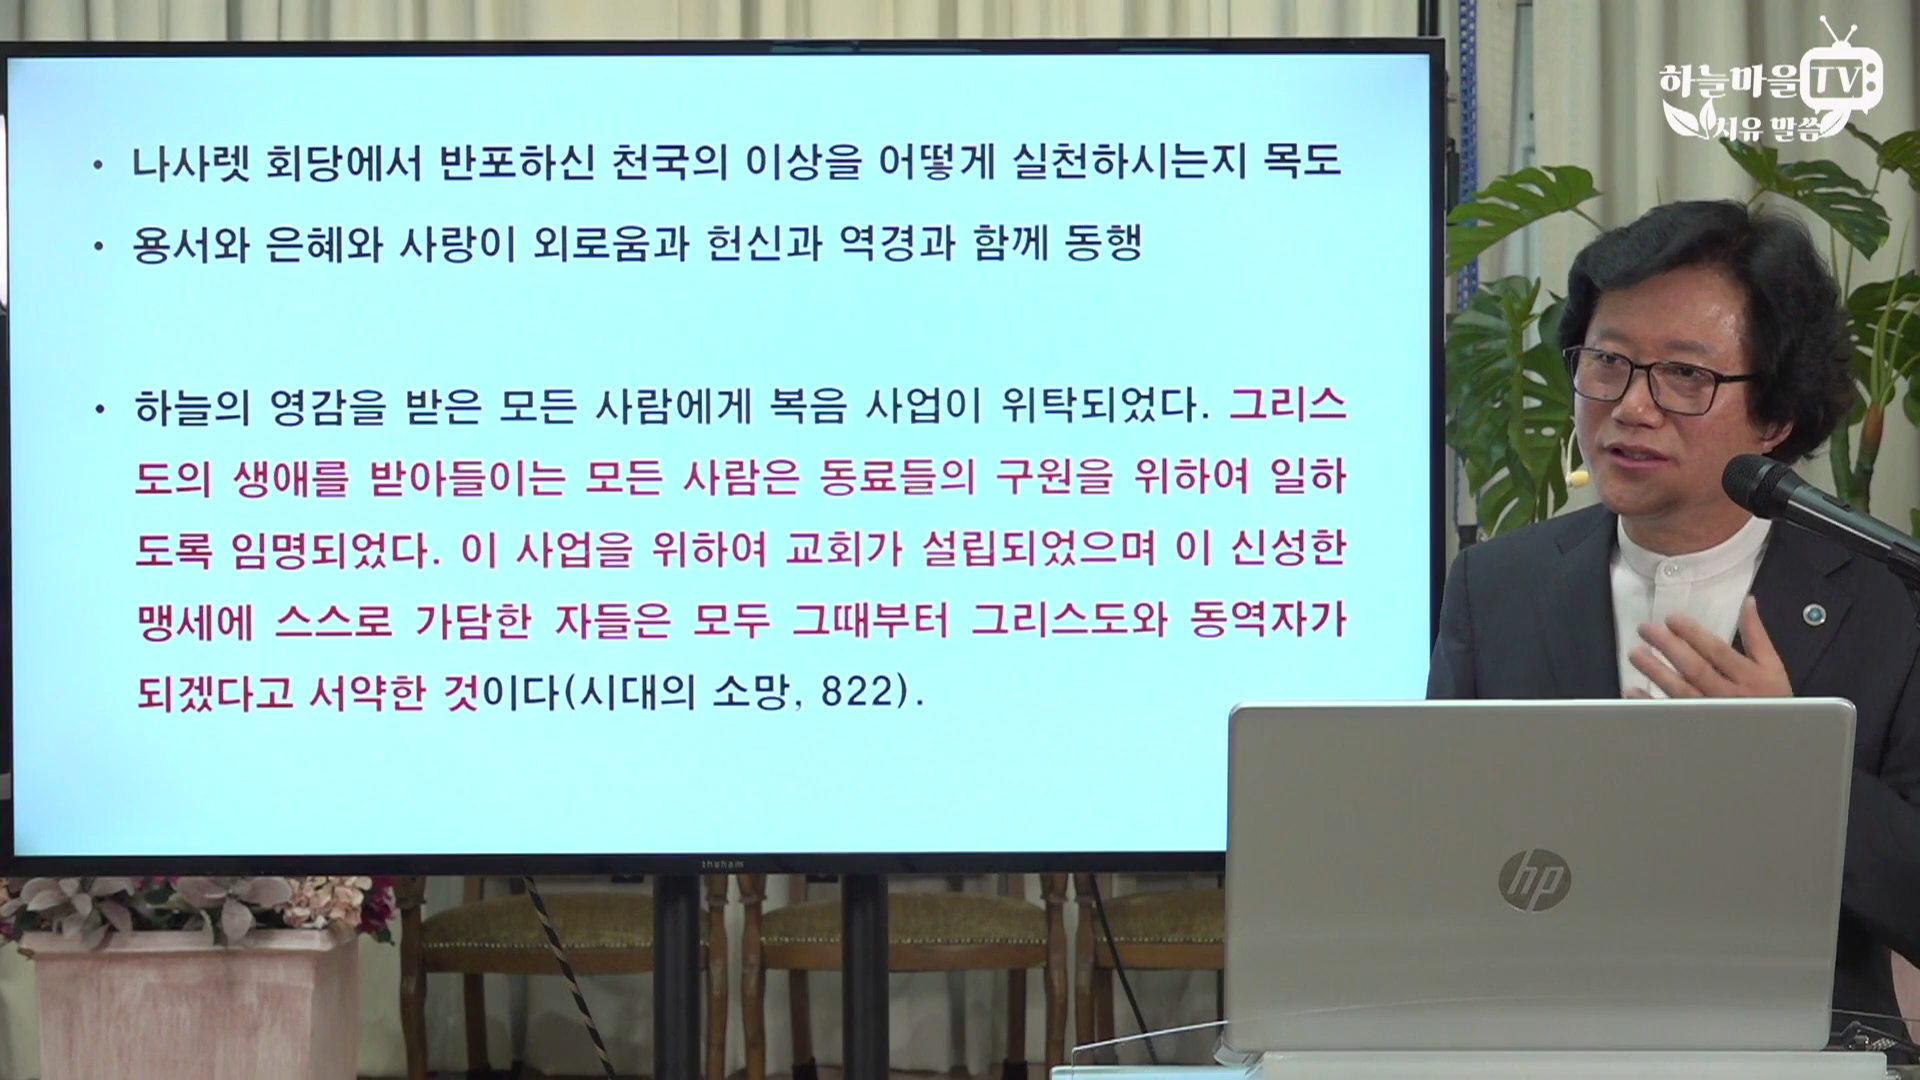 • 나사렛 회당에서 반포하신 천국의 이상을 어떻게 실천하시는지 목도
• 용서와 은혜와 사랑이 외로움과 헌신과 역경과 함께 동행
• 하늘의 영감을 받은 모든 사람에게 복음 사업이 위탁되었다. 그리스
도의 생애를 받아들이는 모든 사람은 동료들의 구원을 위하여 일하
도록 임명되었다. 이 사업을 위하여 교회가 설립되었으며 이 신성한
맹세에 스스로 가담한 자들은 모두 그때부터 그리스도와 동역자가
되겠다고 서약한 것이다(시대의 소망, 822).
하늘마을 TV
치유 말씀
theham
hp